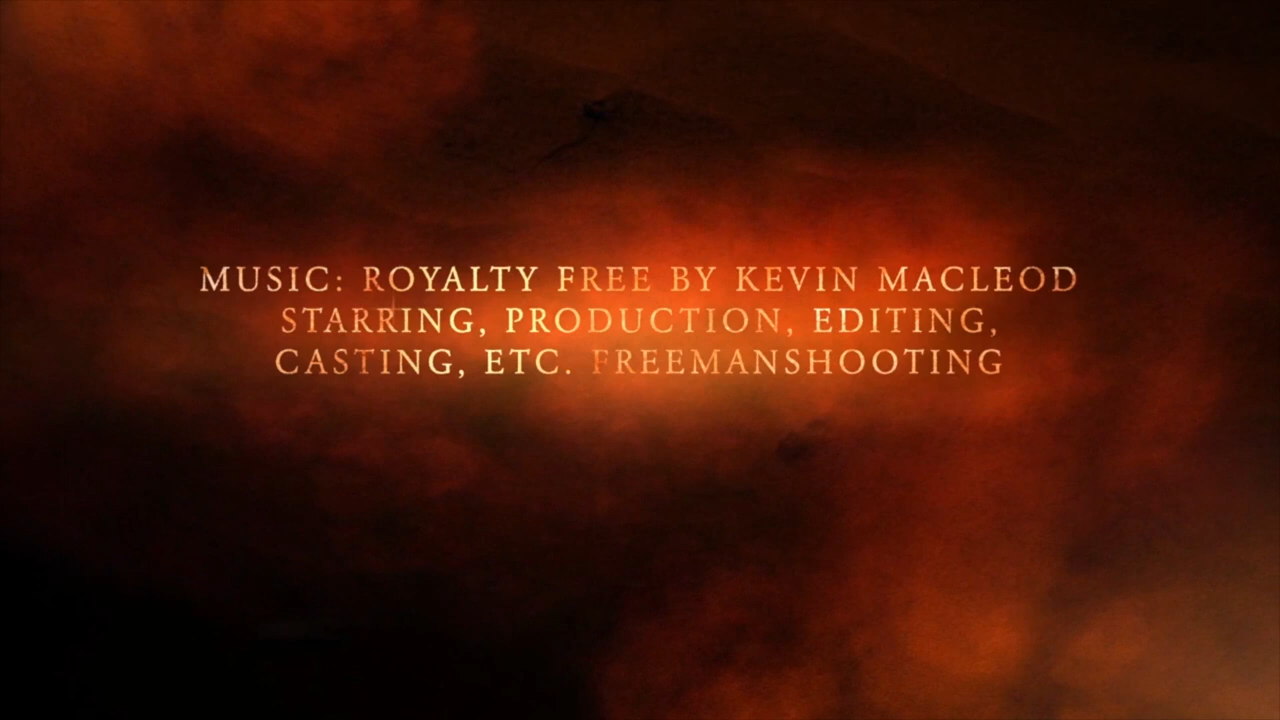 MUSIC: ROYALTY FREE BY KEVIN MACLEOD
STARRING, PRODUCTION, EDITING,
CASTING, ETC. FREEMANSHOOTING